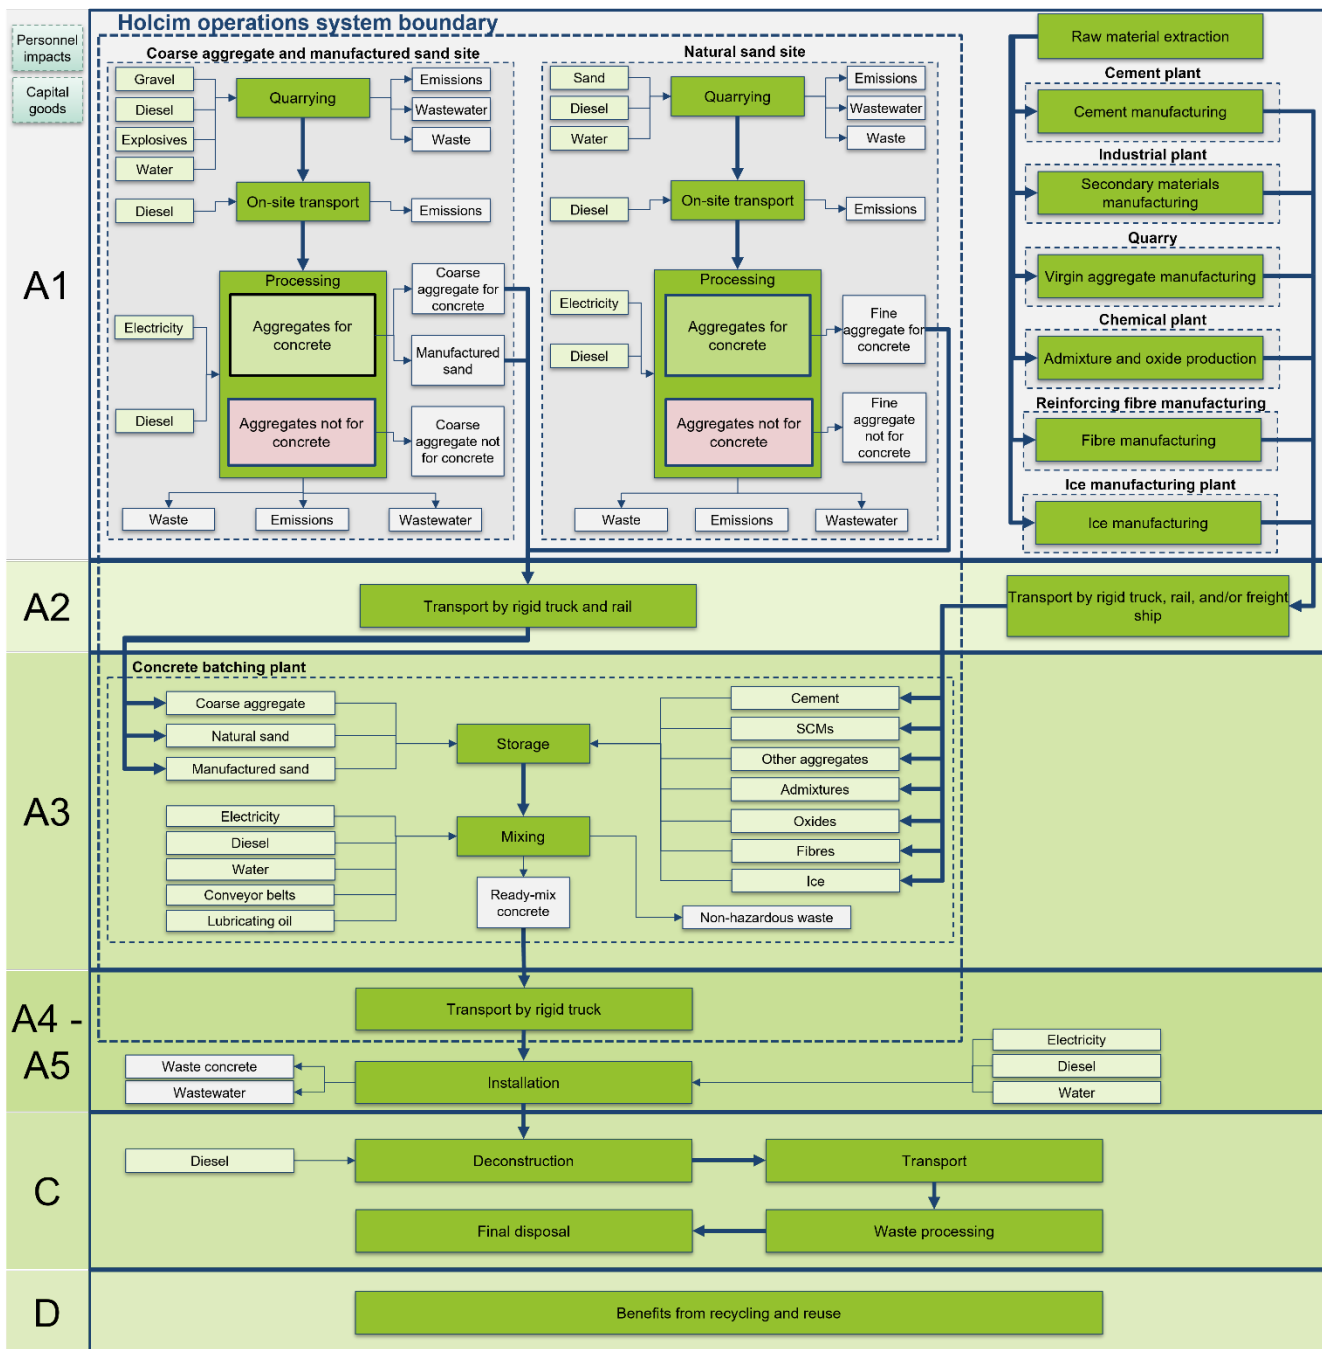 Holcim operations system boundary
Personnel
impacts
Capital
goods
A1
Coarse aggregate and manufactured sand site
Gravel
Diesel
Explosives
Water
Quarrying
Emissions
Wastewater
Waste
Diesel
On-site transport
Emissions
Electricity
Diesel
Processing
Aggregates for
concrete
Aggregates not for
concrete
Coarse
aggregate for
concrete
Manufactured
sand
Coarse
aggregate not
for concrete
Waste
Emissions
Wastewater
Natural sand site
Sand
Diesel
Water
Quarrying
Emissions
Wastewater
Waste
Diesel
On-site transport
Emissions
Electricity
Diesel
Processing
Aggregates for
concrete
Aggregates not for
concrete
Fine
aggregate for
concrete
Fine
aggregate
not for
concrete
Waste
Emissions
Wastewater
Raw material extraction
Cement plant
Cement manufacturing
Industrial plant
Secondary materials
manufacturing
Quarry
Virgin aggregate manufacturing
Chemical plant
Admixture and oxide production
Reinforcing fibre manufacturing
Fibre manufacturing
Ice manufacturing plant
Ice manufacturing
A2
Transport by rigid truck and rail
Transport by rigid truck, rail, and/or freight
ship
A3
Concrete batching plant
Coarse aggregate
Natural sand
Manufactured sand
Electricity
Diesel
Water
Conveyor belts
Lubricating oil
Storage
Mixing
Ready-mix
concrete
Cement
SCMs
Other aggregates
Admixtures
Oxides
Fibres
Ice
Non-hazardous waste
A4 -
A5
Transport by rigid truck
Waste concrete
Wastewater
Installation
Electricity
Diesel
Water
C
Diesel
Deconstruction
Transport
Final disposal
Waste processing
D
Benefits from recycling and reuse